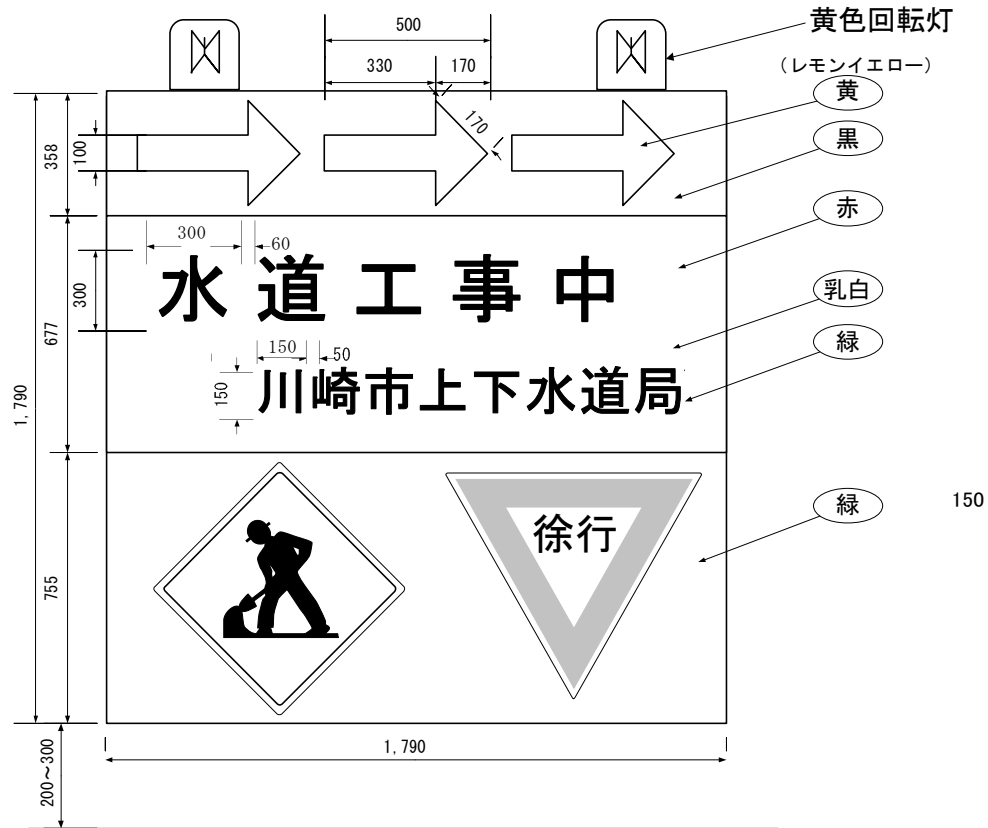 黄色回転灯
(レモンイエロー)
500
330
170
170
黄
358
100
黒
赤
300
60
水道工事中
300
677
乳白
150
50
緑
150
川崎市上下水道局
1,790
徐行
緑
150
755
1,790
200～300